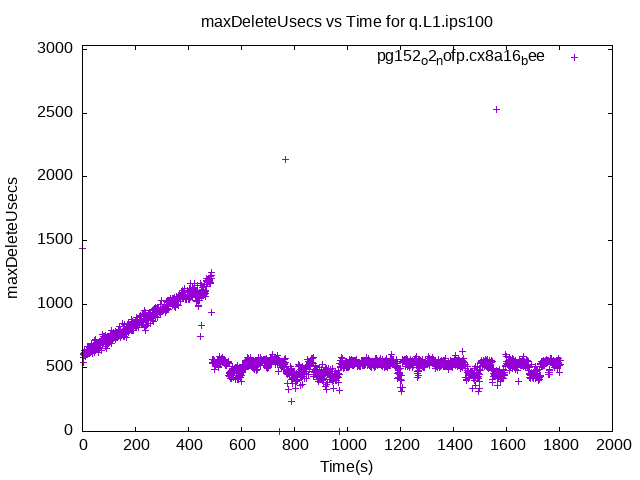 maxDeleteUsecs vs Time for q.L1.ips100
pg152o2nofp.cx8a16bee
3000
2500
2000
1500
1000
500
0
maxDeleteUsecs
0 200 400 600 800 1000 1200 1400 1600 1800 2000
Time(s)